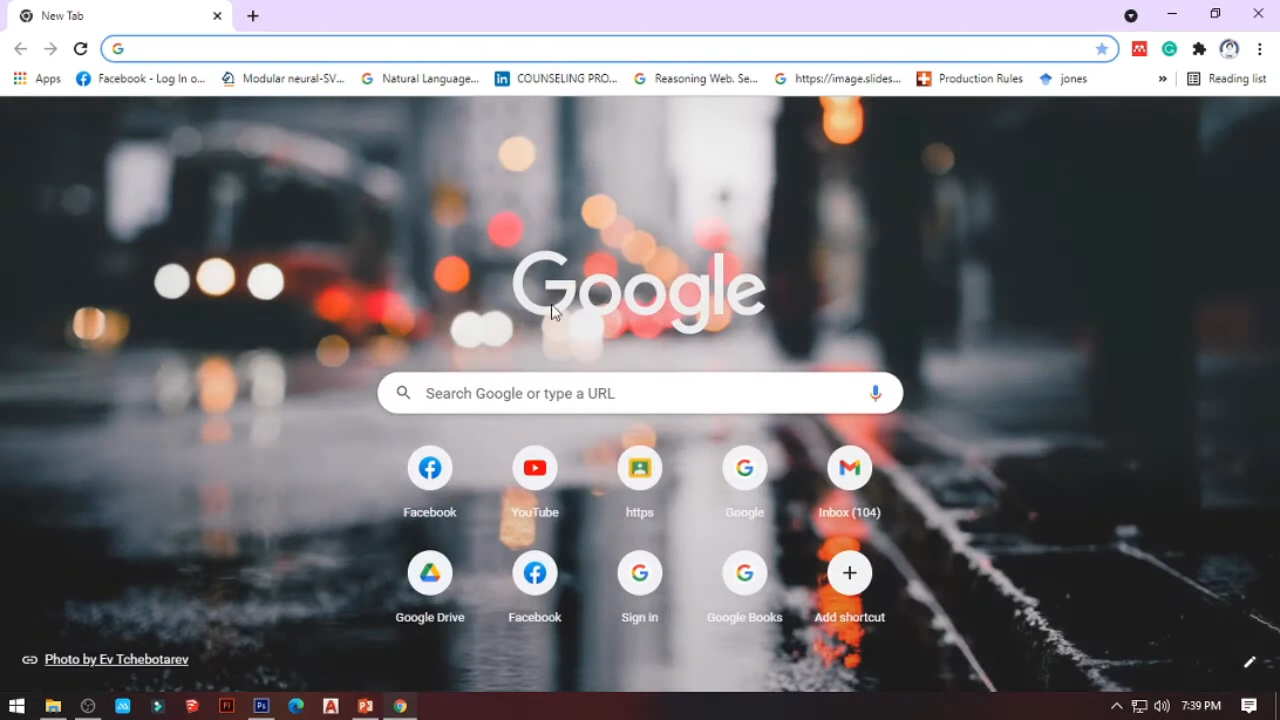 New Tab
Apps Facebook - Log In o... Modular neural-SV... Natural Language... COUNSELING PRO... Reasoning Web. Se... https://image.slides... Production Rules jones » Reading list
Google
Search Google or type a URL
Facebook YouTube https Google Inbox (104)
Google Drive Facebook Sign in Google Books Add shortcut
Photo by Ev Tchebotarev
7:39 PM